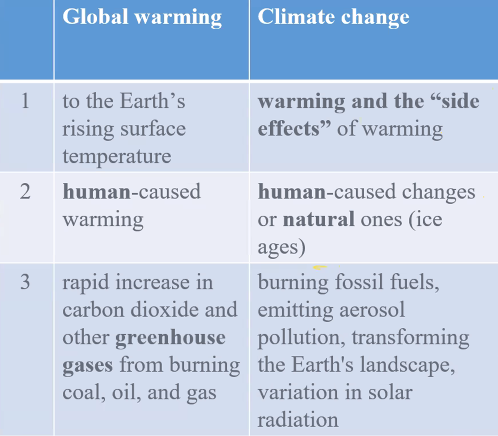 Global warming
Climate change
1
to the Earth’s
rising surface
temperature
warming and the “side
effects” of warming
2
human-caused
warming
human-caused changes
or natural ones (ice
ages)
3
rapid increase in
carbon dioxide and
other greenhouse
gases from burning
coal, oil, and gas
burning fossil fuels,
emitting aerosol
pollution, transforming
the Earth's landscape,
variation in solar
radiation